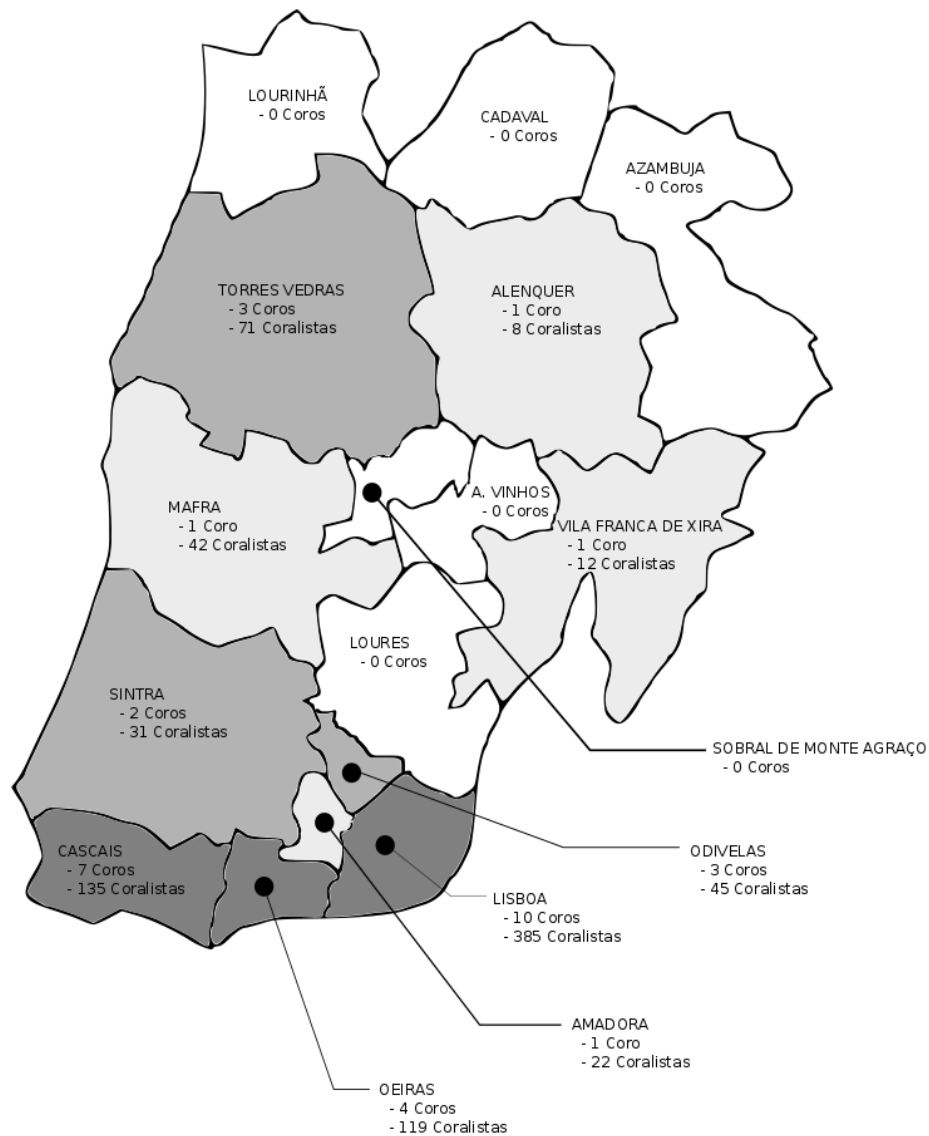 LOURINHÃ
- 0 Coros
CADAVAL
- 0 Coros
AZAMBUJA
- 0 Coros
TORRES VEDRAS
- 3 Coros
- 71 Coralistas
ALENQUER
- 1 Coro
- 8 Coralistas
MAFRA
- 1 Coro
- 42 Coralistas
A. VINHOS
- 0 Coros
VILA FRANCA DE XIRA
- 1 Coro
- 12 Coralistas
LOURES
- 0 Coros
SINTRA
- 2 Coros
- 31 Coralistas
SOBRAL DE MONTE AGRAÇO
- 0 Coros
CASCAIS
- 7 Coros
- 135 Coralistas
ODIVELAS
- 3 Coros
- 45 Coralistas
LISBOA
- 10 Coros
- 385 Coralistas
AMADORA
- 1 Coro
- 22 Coralistas
OEIRAS
- 4 Coros
- 119 Coralistas